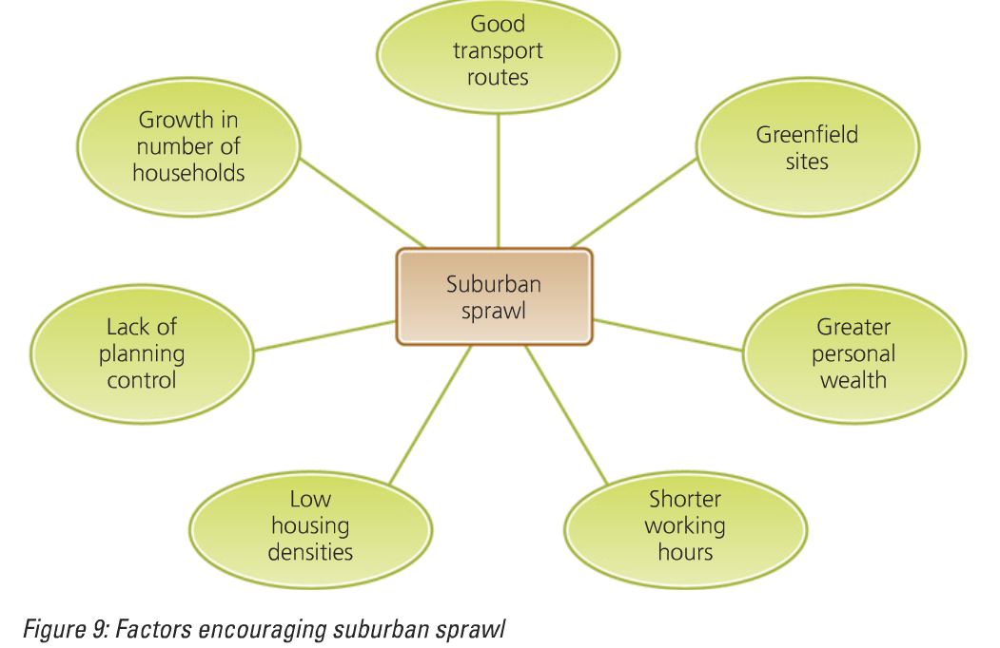 Good
transport
routes
Growth in
number of
households
Greenfield
sites
Suburban
sprawl
Lack of
planning
control
Greater
personal
wealth
Low
housing
densities
Shorter
working
hours
Figure 9: Factors encouraging suburban sprawl